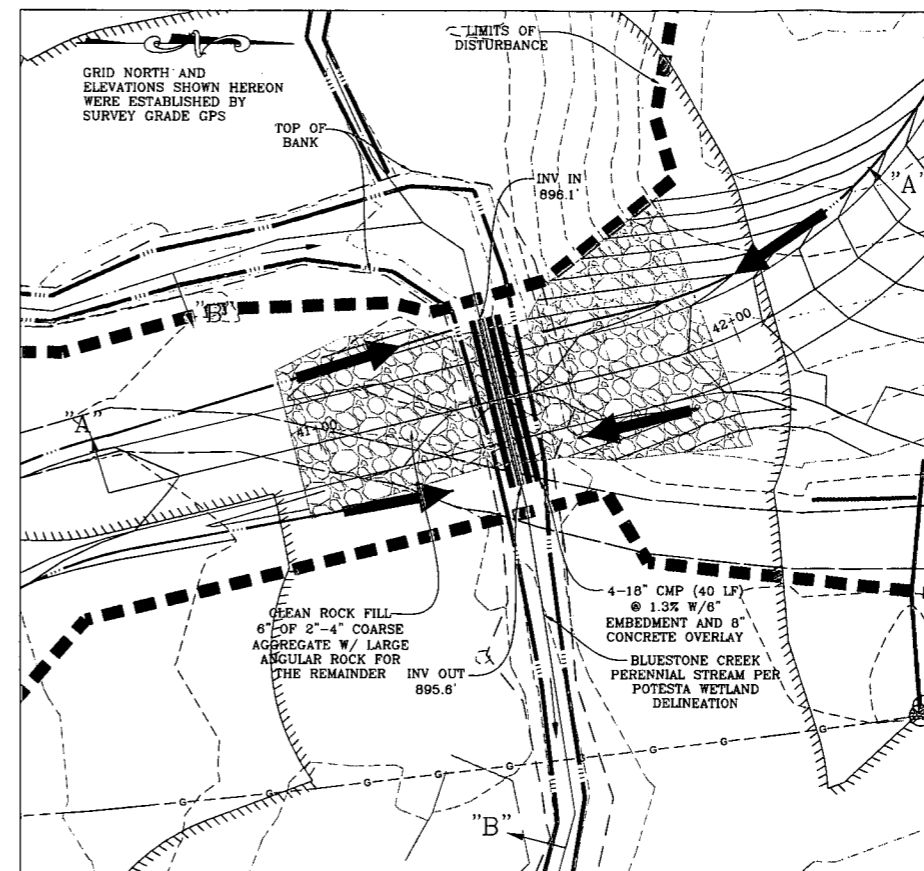 LIMITS OF
DISTURBANCE
GRID NORTH AND
ELEVATIONS SHOWN HEREON
WERE ESTABLISHED BY
SURVEY GRADE GPS
TOP OF
BANK
INV IN
896.1'
"A"
"B"
42+00
"A"
41+00
4-18" CMP (40 LF)
@ 1.3% W/6"
EMBEDMENT AND 8"
CONCRETE OVERLAY
CLEAN ROCK FILL
6" OF 2"-4" COARSE
AGGREGATE W/ LARGE
ANGULAR ROCK FOR
THE REMAINDER
INV OUT
895.6'
BLUESTONE CREEK
PERENNIAL STREAM PER
POTESTA WETLAND
DELINEATION
G G G G G G G G
"B"